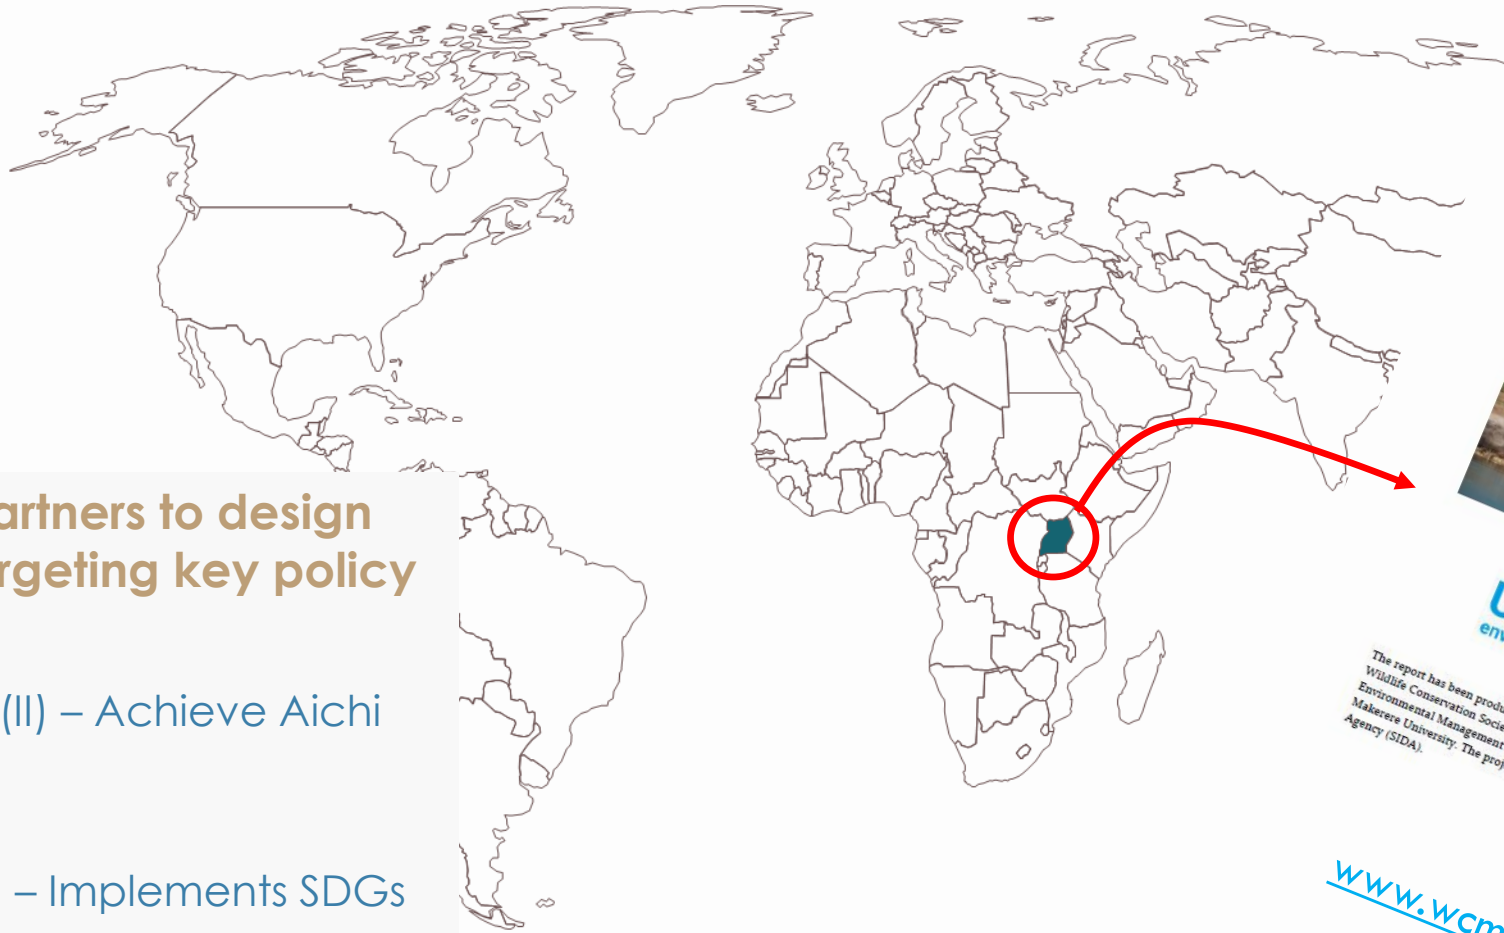 artners to design
rgeting key policy
(II) – Achieve Aichi
– Implements SDGs
env
The report has been produ
Wildlife Conservation Socie
Environmental Management
Makerere University. The proj
Agency (SIDA).
www.wcm